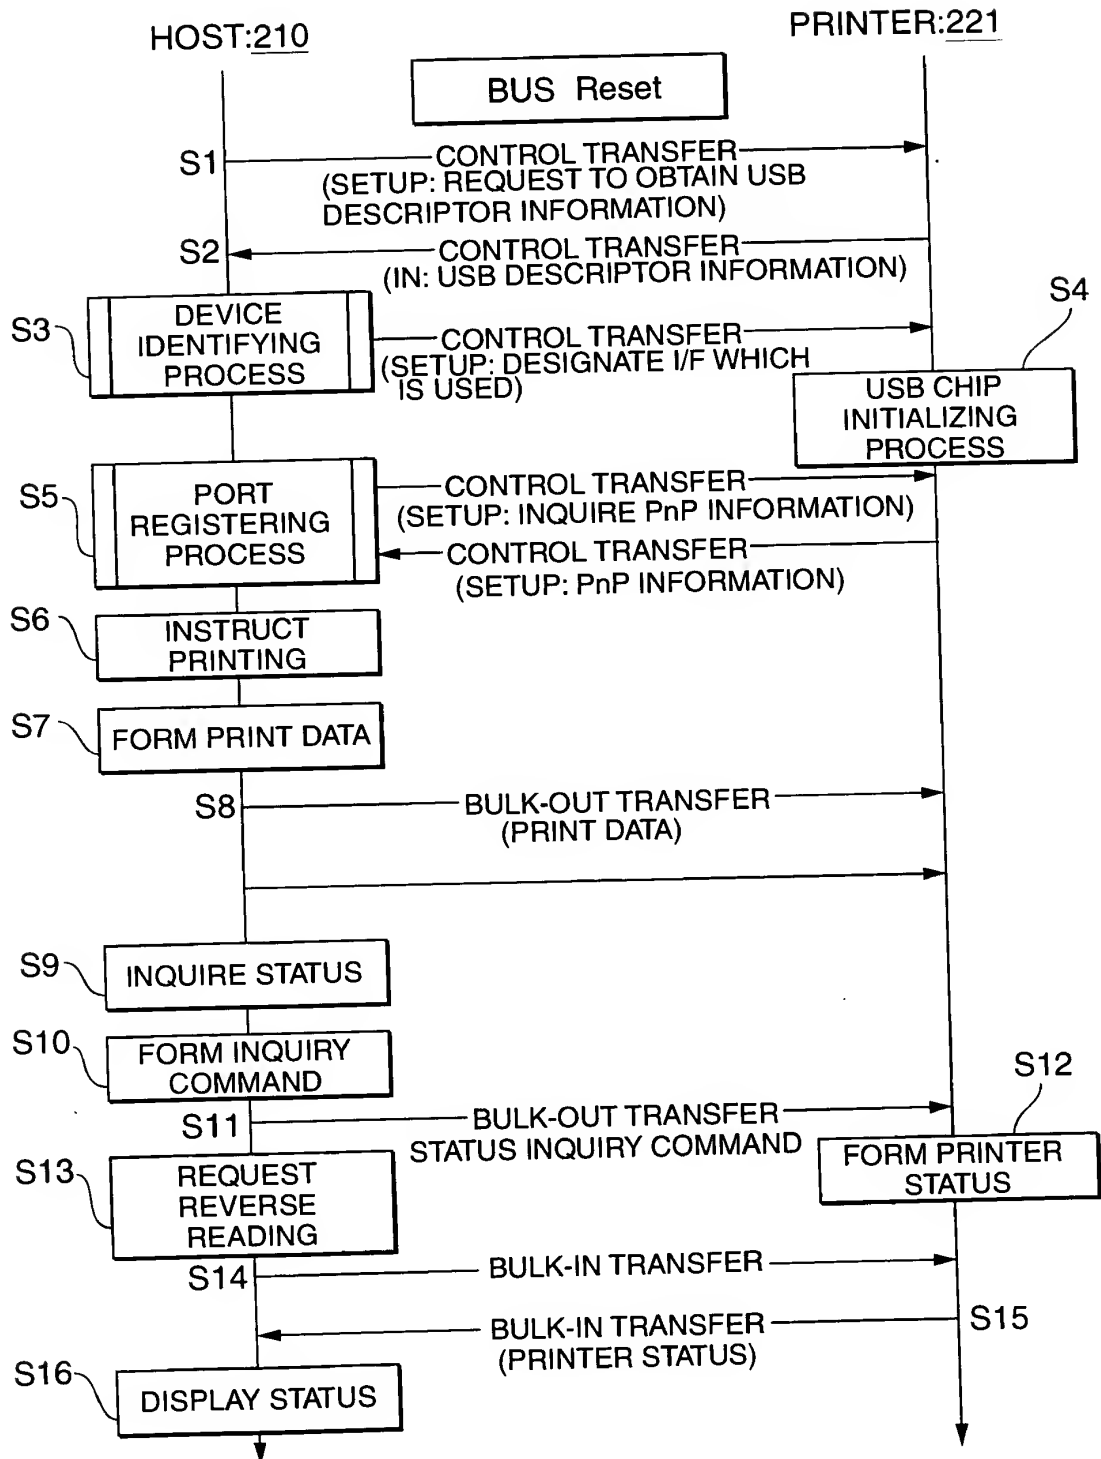 HOST:210
PRINTER:221
BUS Reset
S1
CONTROL TRANSFER
(SETUP: REQUEST TO OBTAIN USB
DESCRIPTOR INFORMATION)
S2
CONTROL TRANSFER
(IN: USB DESCRIPTOR INFORMATION)
S3
DEVICE
IDENTIFYING
PROCESS
CONTROL TRANSFER
(SETUP: DESIGNATE I/F WHICH
IS USED)
S4
USB CHIP
INITIALIZING
PROCESS
S5
PORT
REGISTERING
PROCESS
CONTROL TRANSFER
(SETUP: INQUIRE PnP INFORMATION)
CONTROL TRANSFER
(SETUP: PnP INFORMATION)
S6
INSTRUCT
PRINTING
S7
FORM PRINT DATA
S8
BULK-OUT TRANSFER
(PRINT DATA)
S9
INQUIRE STATUS
S10
FORM INQUIRY
COMMAND
S11
BULK-OUT TRANSFER
STATUS INQUIRY COMMAND
S12
FORM PRINTER
STATUS
S13
REQUEST
REVERSE
READING
S14
BULK-IN TRANSFER
BULK-IN TRANSFER
(PRINTER STATUS)
S15
S16
DISPLAY STATUS